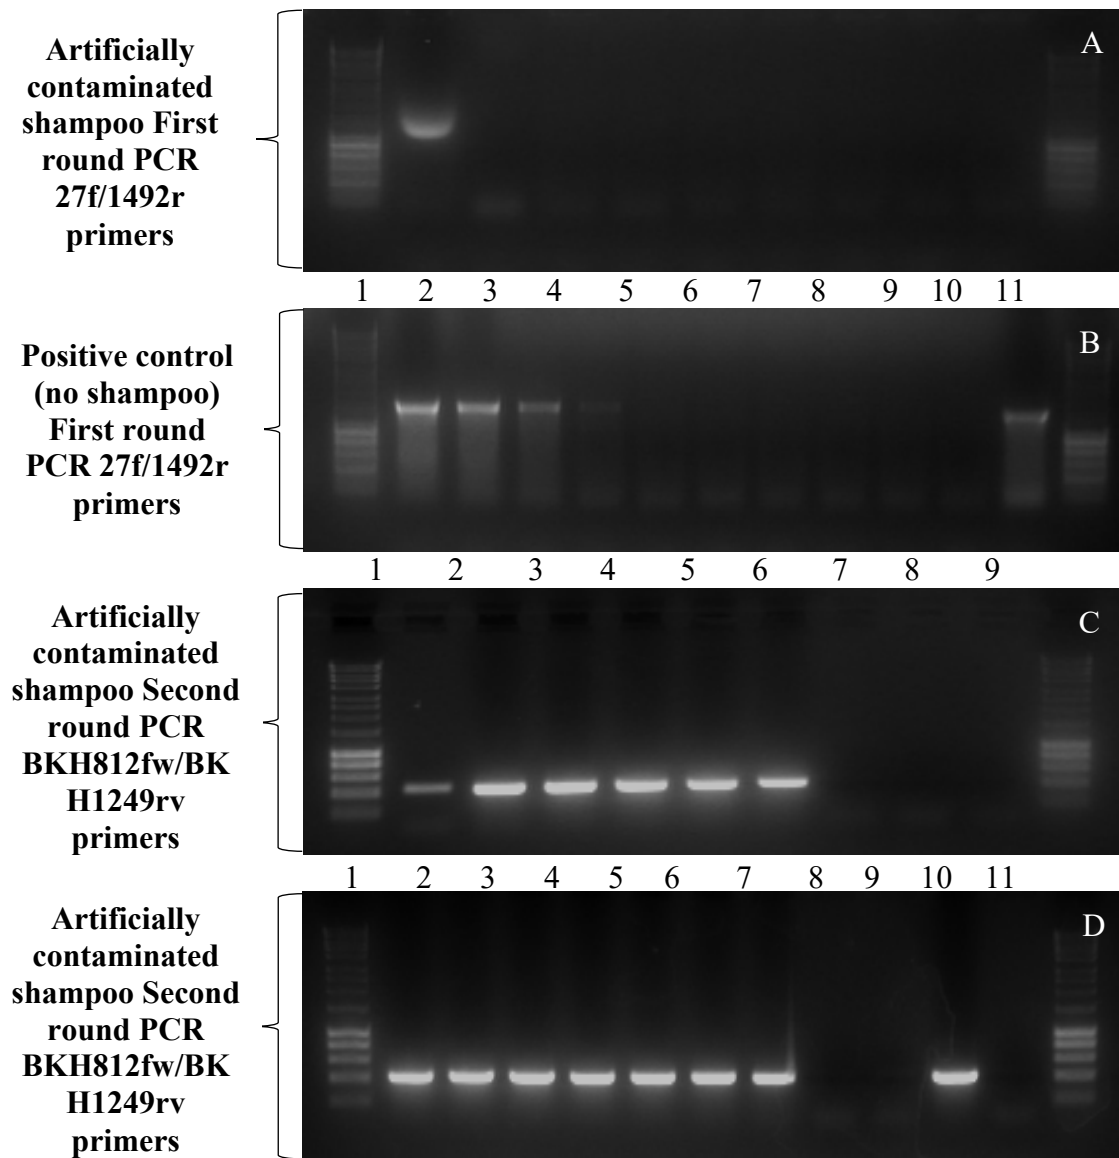 Artificially
contaminated
shampoo First
round PCR
27f/1492r
primers
A
1 2 3 4 5 6 7 8 9 10 11
Positive control
(no shampoo)
First round
PCR 27f/1492r
primers
B
1 2 3 4 5 6 7 8 9
Artificially
contaminated
shampoo Second
round PCR
BKH812fw/BK
H1249rv
primers
C
1 2 3 4 5 6 7 8 9 10 11
Artificially
contaminated
shampoo Second
round PCR
BKH812fw/BK
H1249rv
primers
D